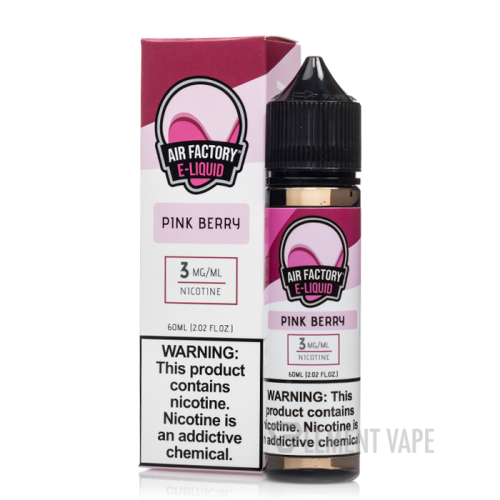 AIR FACTORY
E-LIQUID
PINK BERRY
3 MG/ML
NICOTINE
60ML (2.02 FL.OZ.)
WARNING:
This product
contains
nicotine.
Nicotine is
an addictive
chemical.
AIR FACTORY
E-LIQUID
PINK BERRY
3 MG/ML
NICOTINE
60ML (2.02 FL.OZ.)
WARNING: This
product contains
nicotine. Nicotine is
an addictive chemical
VAPE